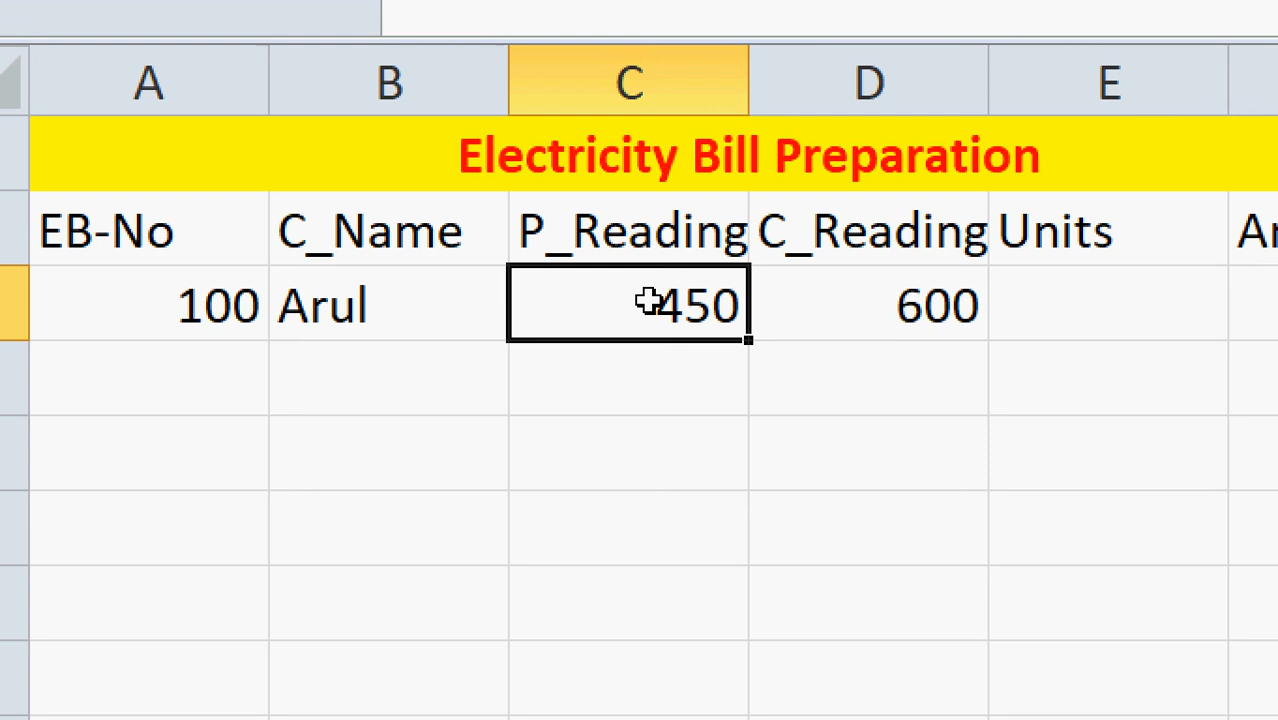 A B C D E
Electricity Bill Preparation
EB-No C_Name P_Reading C_Reading Units
100 Arul 450 600